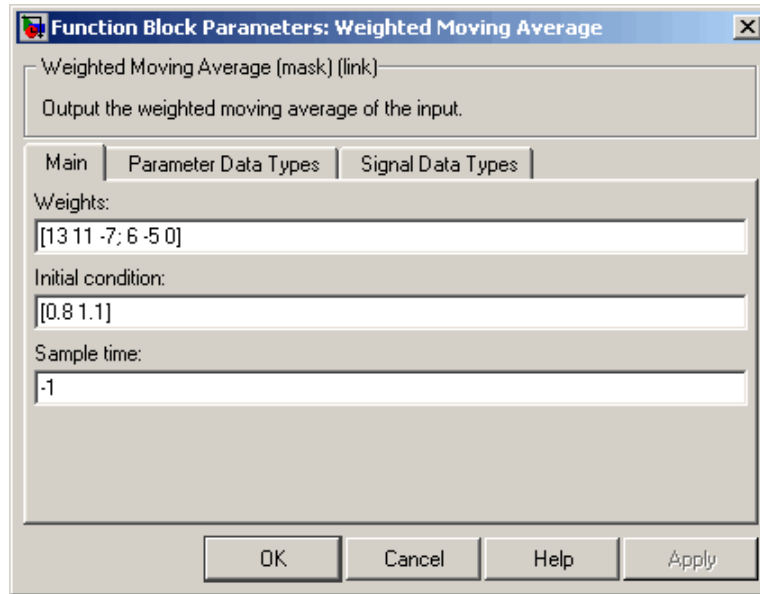 Function Block Parameters: Weighted Moving Average
Weighted Moving Average (mask) (link)
Output the weighted moving average of the input.
Main Parameter Data Types Signal Data Types
Weights:
[13 11 -7; 6 -5 0]
Initial condition:
[0.8 1.1]
Sample time:
-1
OK Cancel Help Apply